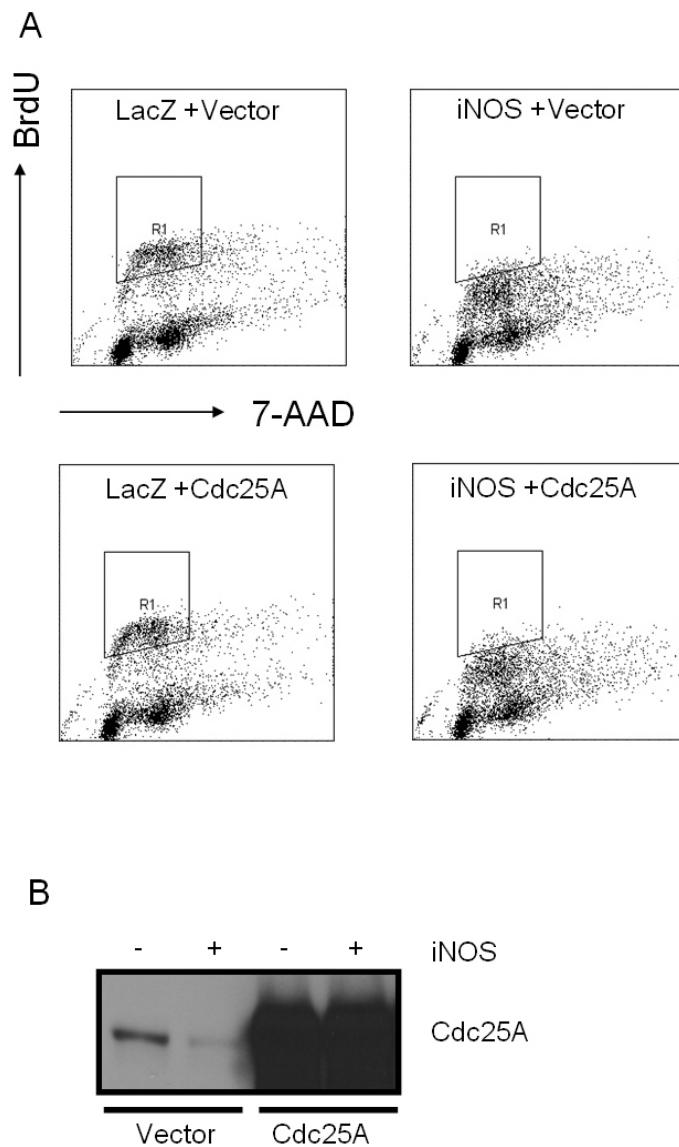 A
BrdU
LacZ +Vector
iNOS +Vector
R1
R1
7-AAD
LacZ +Cdc25A
iNOS +Cdc25A
R1
R1
B
- + - + iNOS
Cdc25A
Vector Cdc25A